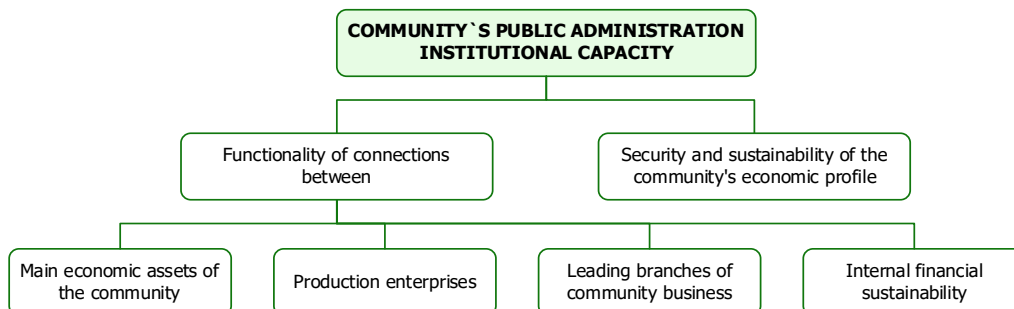 COMMUNITY`S PUBLIC ADMINISTRATION
INSTITUTIONAL CAPACITY
Functionality of connections
between
Security and sustainability of the
community's economic profile
Main economic assets of
the community
Production enterprises
Leading branches of
community business
Internal financial
sustainability